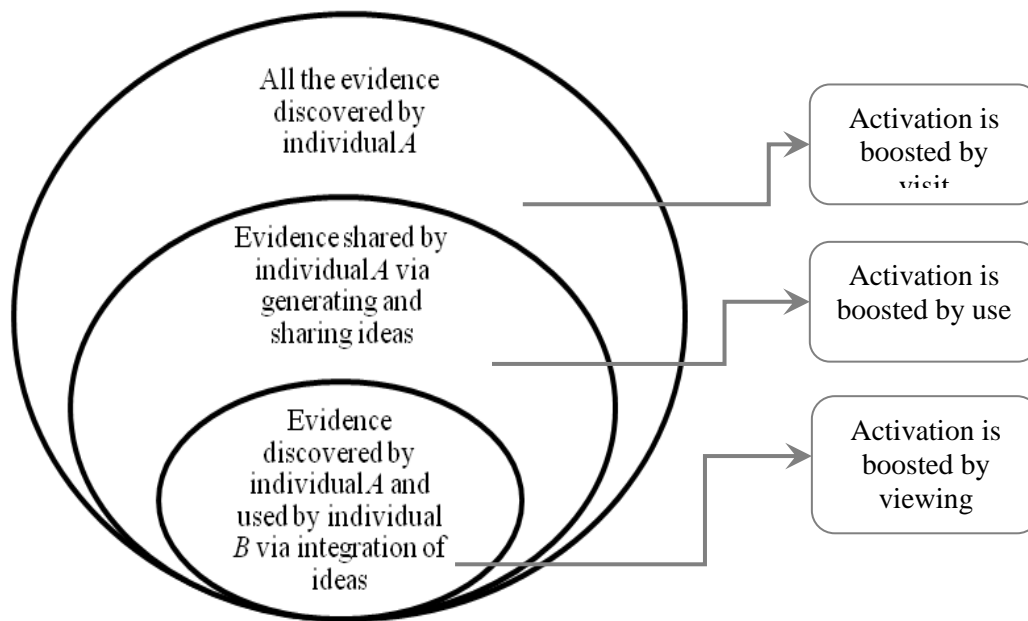 All the evidence
discovered by
individual A
Evidence shared by
individual A via
generating and
sharing ideas
Evidence
discovered by
individual A and
used by individual
B via integration of
ideas
Activation is
boosted by
visit
Activation is
boosted by use
Activation is
boosted by
viewing